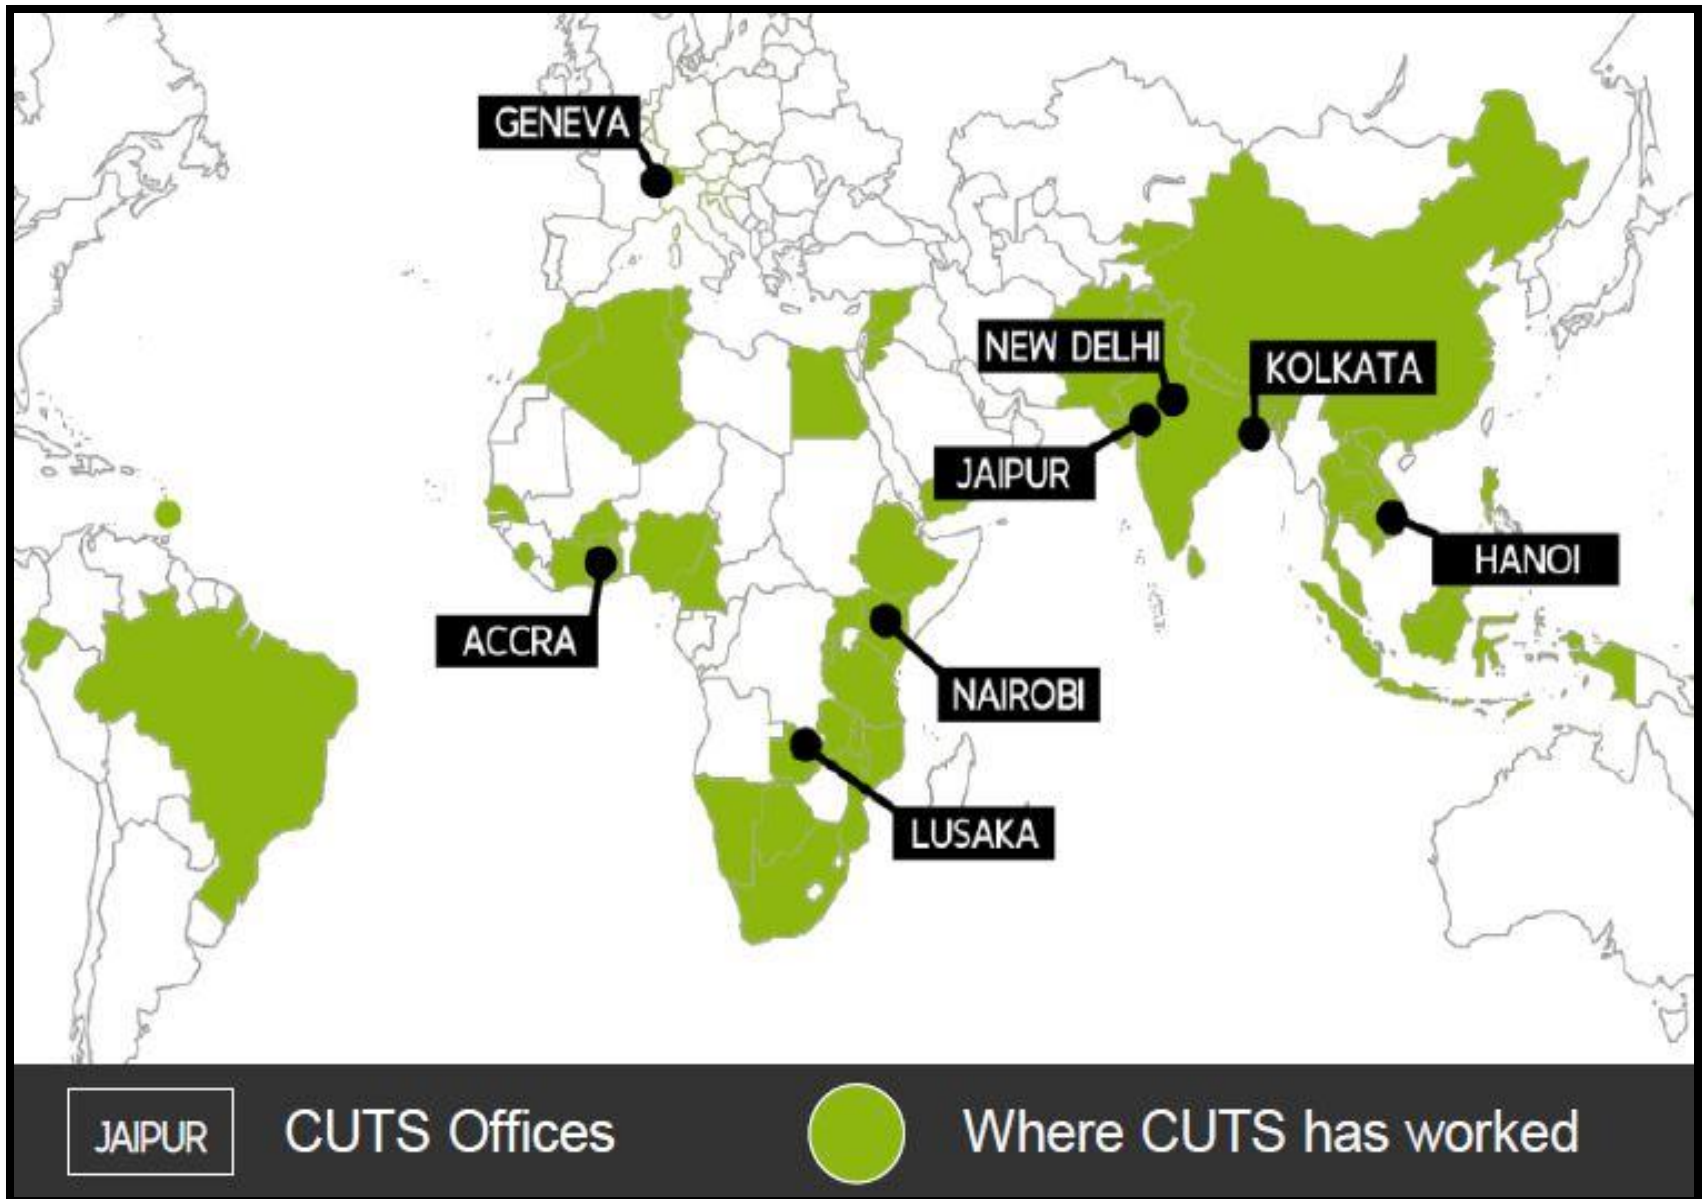 GENEVA
NEW DELHI
KOLKATA
JAIPUR
HANOI
ACCRA
NAIROBI
LUSAKA
JAIPUR CUTS Offices Where CUTS has worked